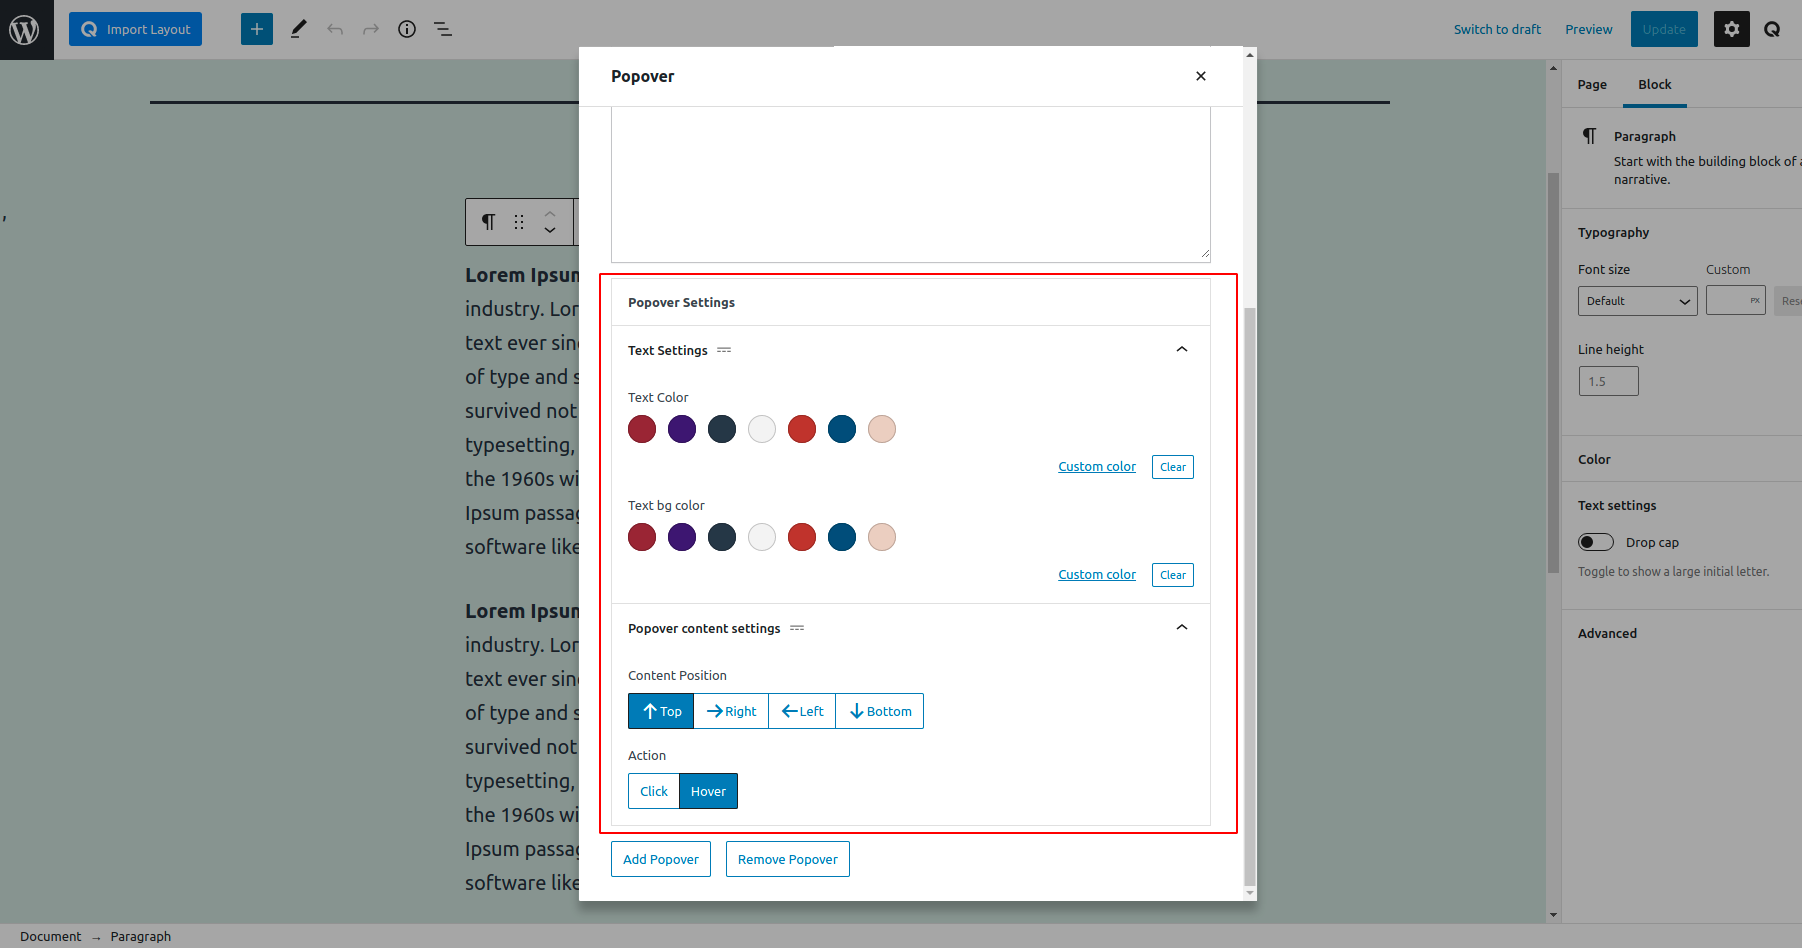 Import Layout
Switch to draft
Preview
Update
Popover
Page
Block
Paragraph
Start with the building block of a
narrative.
,
Lorem Ipsum
industry. Lor
text ever sinc
of type and s
survived not
typesetting,
the 1960s wi
Ipsum passag
software like
Lorem Ipsum
industry. Lor
text ever sinc
of type and s
survived not
typesetting,
the 1960s wi
Ipsum passag
software like
Popover Settings
Text Settings
Text Color
Custom color
Clear
Text bg color
Custom color
Clear
Popover content settings
Content Position
Top
Right
Left
Bottom
Action
Click
Hover
Add Popover
Remove Popover
Typography
Font size
Custom
Default
PX
Rese
Line height
1.5
Color
Text settings
Drop cap
Toggle to show a large initial letter.
Advanced
Document → Paragraph